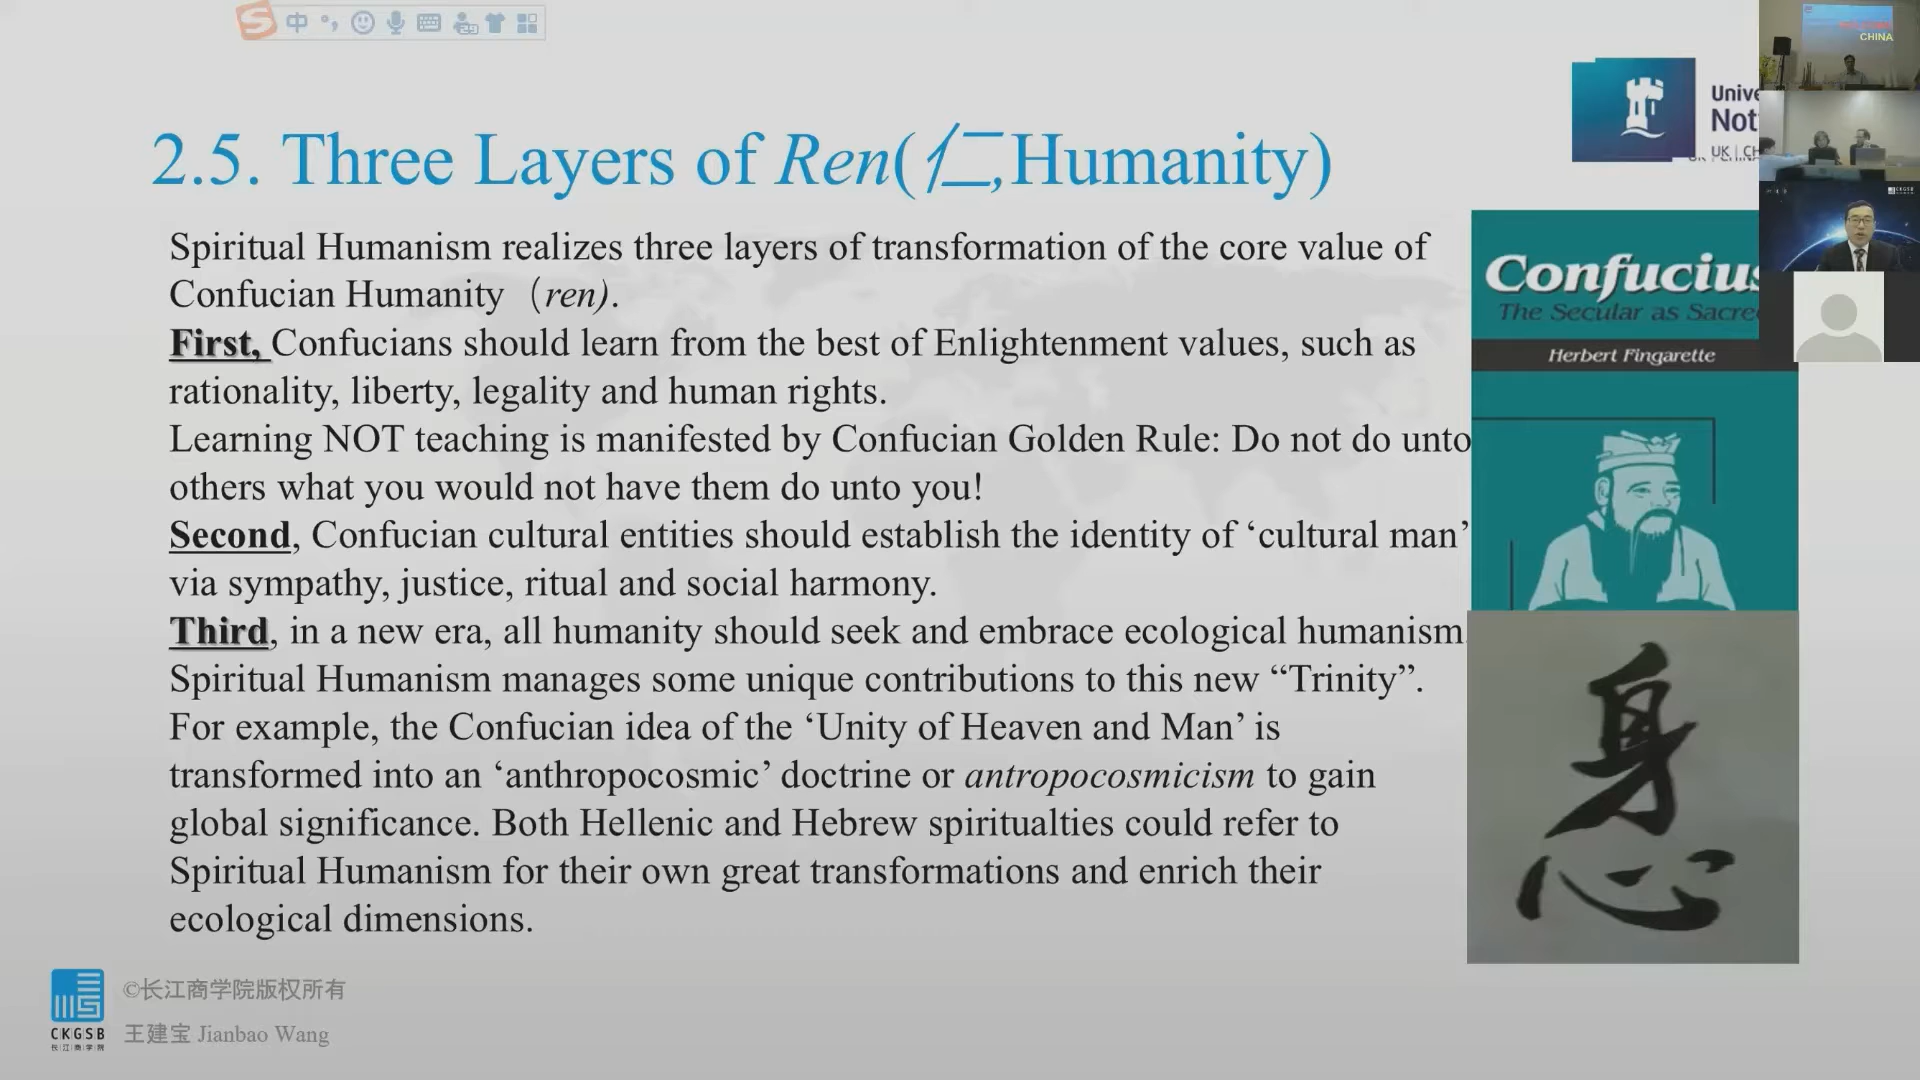 中
CHINA
Unive
Not
UK | CH
2.5. Three Layers of Ren(仁,Humanity)
Spiritual Humanism realizes three layers of transformation of the core value of
Confucian Humanity（ren).
First, Confucians should learn from the best of Enlightenment values, such as
rationality, liberty, legality and human rights.
Learning NOT teaching is manifested by Confucian Golden Rule: Do not do unto
others what you would not have them do unto you!
Second, Confucian cultural entities should establish the identity of ‘cultural man’
via sympathy, justice, ritual and social harmony.
Third, in a new era, all humanity should seek and embrace ecological humanism.
Spiritual Humanism manages some unique contributions to this new “Trinity”.
For example, the Confucian idea of the ‘Unity of Heaven and Man’ is
transformed into an ‘anthropocosmic’ doctrine or antropocosmicism to gain
global significance. Both Hellenic and Hebrew spiritualties could refer to
Spiritual Humanism for their own great transformations and enrich their
ecological dimensions.
Confucius
The Secular as Sacre
Herbert Fingarette
身
心
©长江商学院版权所有
王建宝 Jianbao Wang
CKGSB
长江商学院